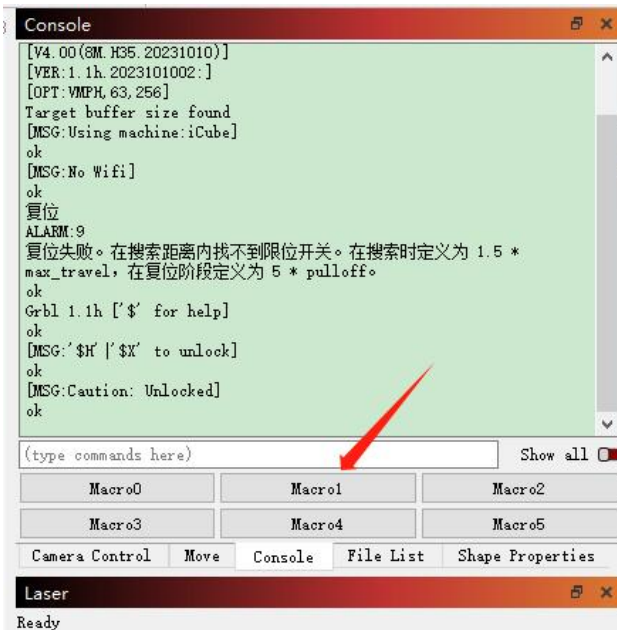 Console
[V4.00(8M.H35.20231010)]
[VER:1.1h.2023101002:]
[OPT:VMPH,63,256]
Target buffer size found
[MSG:Using machine:iCube]
ok
[MSG:No Wifi]
ok
复位
ALARM:9
复位失败。在搜索距离内找不到限位开关。在搜索时定义为 1.5 *
max_travel，在复位阶段定义为 5 * pulloff。
ok
Grbl 1.1h ['$' for help]
ok
[MSG:'$H'|'$X' to unlock]
ok
[MSG:Caution: Unlocked]
ok
(type commands here) Show all
Macro0 Macro1 Macro2
Macro3 Macro4 Macro5
Camera Control Move Console File List Shape Properties
Laser
Ready